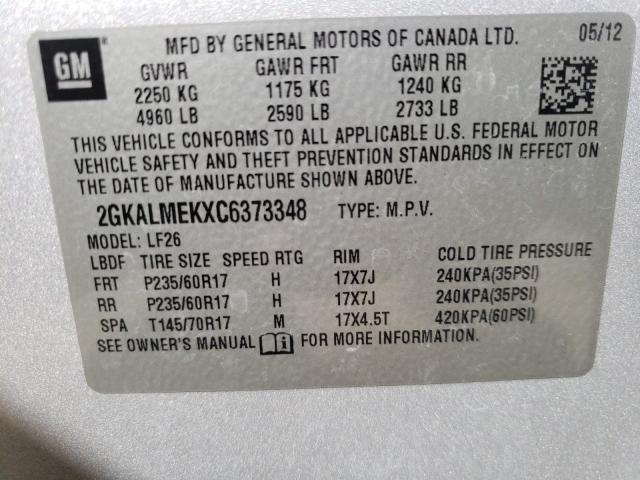 GM
MFD BY GENERAL MOTORS OF CANADA LTD. 05/12
GVWR GAWR FRT GAWR RR
2250 KG 1175 KG 1240 KG
4960 LB 2590 LB 2733 LB
THIS VEHICLE CONFORMS TO ALL APPLICABLE U.S. FEDERAL MOTOR
VEHICLE SAFETY AND THEFT PREVENTION STANDARDS IN EFFECT ON
THE DATE OF MANUFACTURE SHOWN ABOVE.
2GKALMEKXC6373348 TYPE: M.P.V.
MODEL: LF26
LBDF TIRE SIZE SPEED RTG RIM COLD TIRE PRESSURE
FRT P235/60R17 H 17X7J 240KPA(35PSI)
RR P235/60R17 H 17X7J 240KPA(35PSI)
SPA T145/70R17 M 17X4.5T 420KPA(60PSI)
SEE OWNER'S MANUAL FOR MORE INFORMATION.